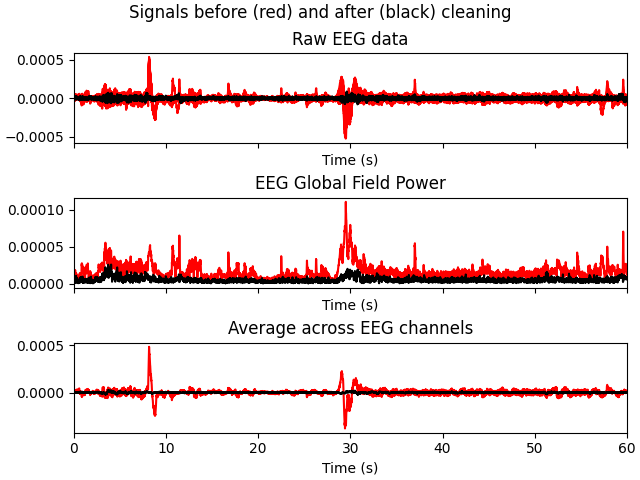 Signals before (red) and after (black) cleaning
Raw EEG data
0.0005
0.0000
−0.0005
Time (s)
EEG Global Field Power
0.00010
0.00005
0.00000
Time (s)
Average across EEG channels
0.0005
0.0000
0 10 20 30 40 50 60
Time (s)